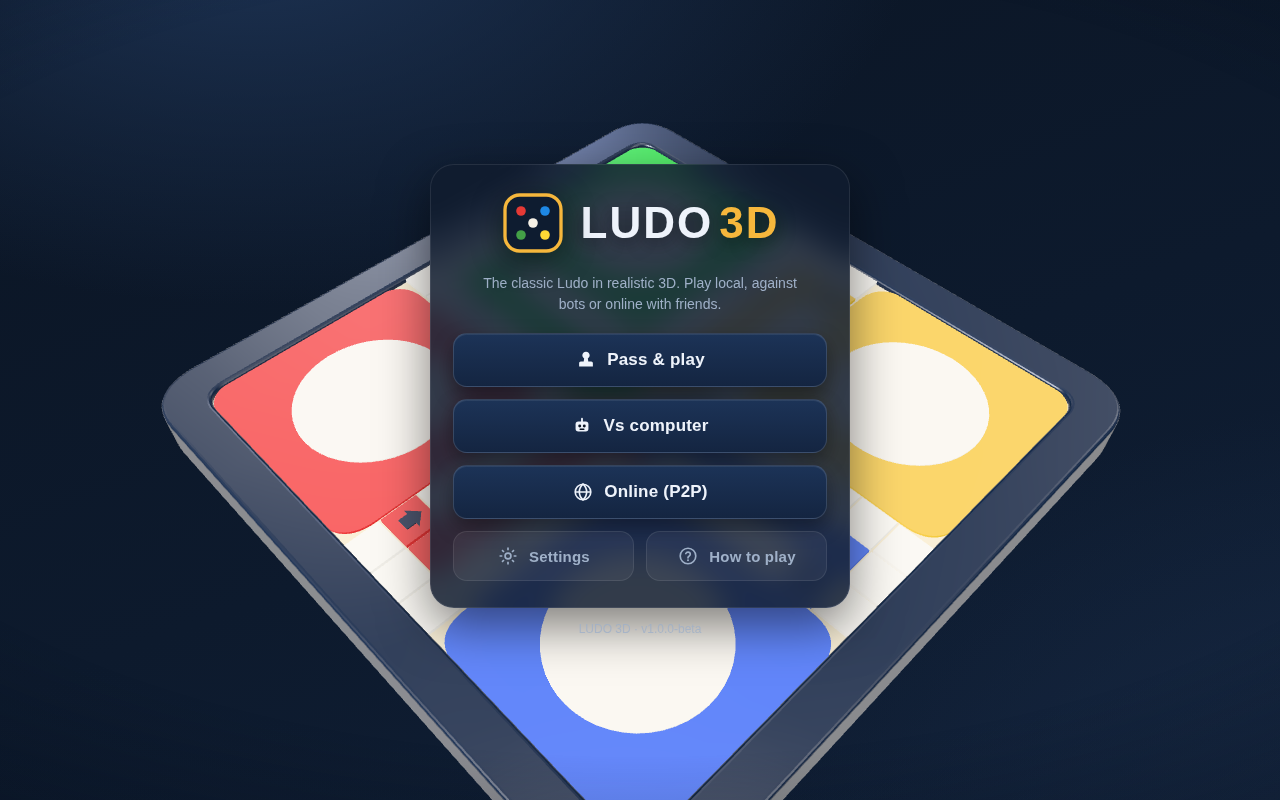 LUDO 3D
The classic Ludo in realistic 3D. Play local, against
bots or online with friends.
Pass & play
Vs computer
Online (P2P)
Settings
How to play
LUDO 3D · v1.0.0-beta